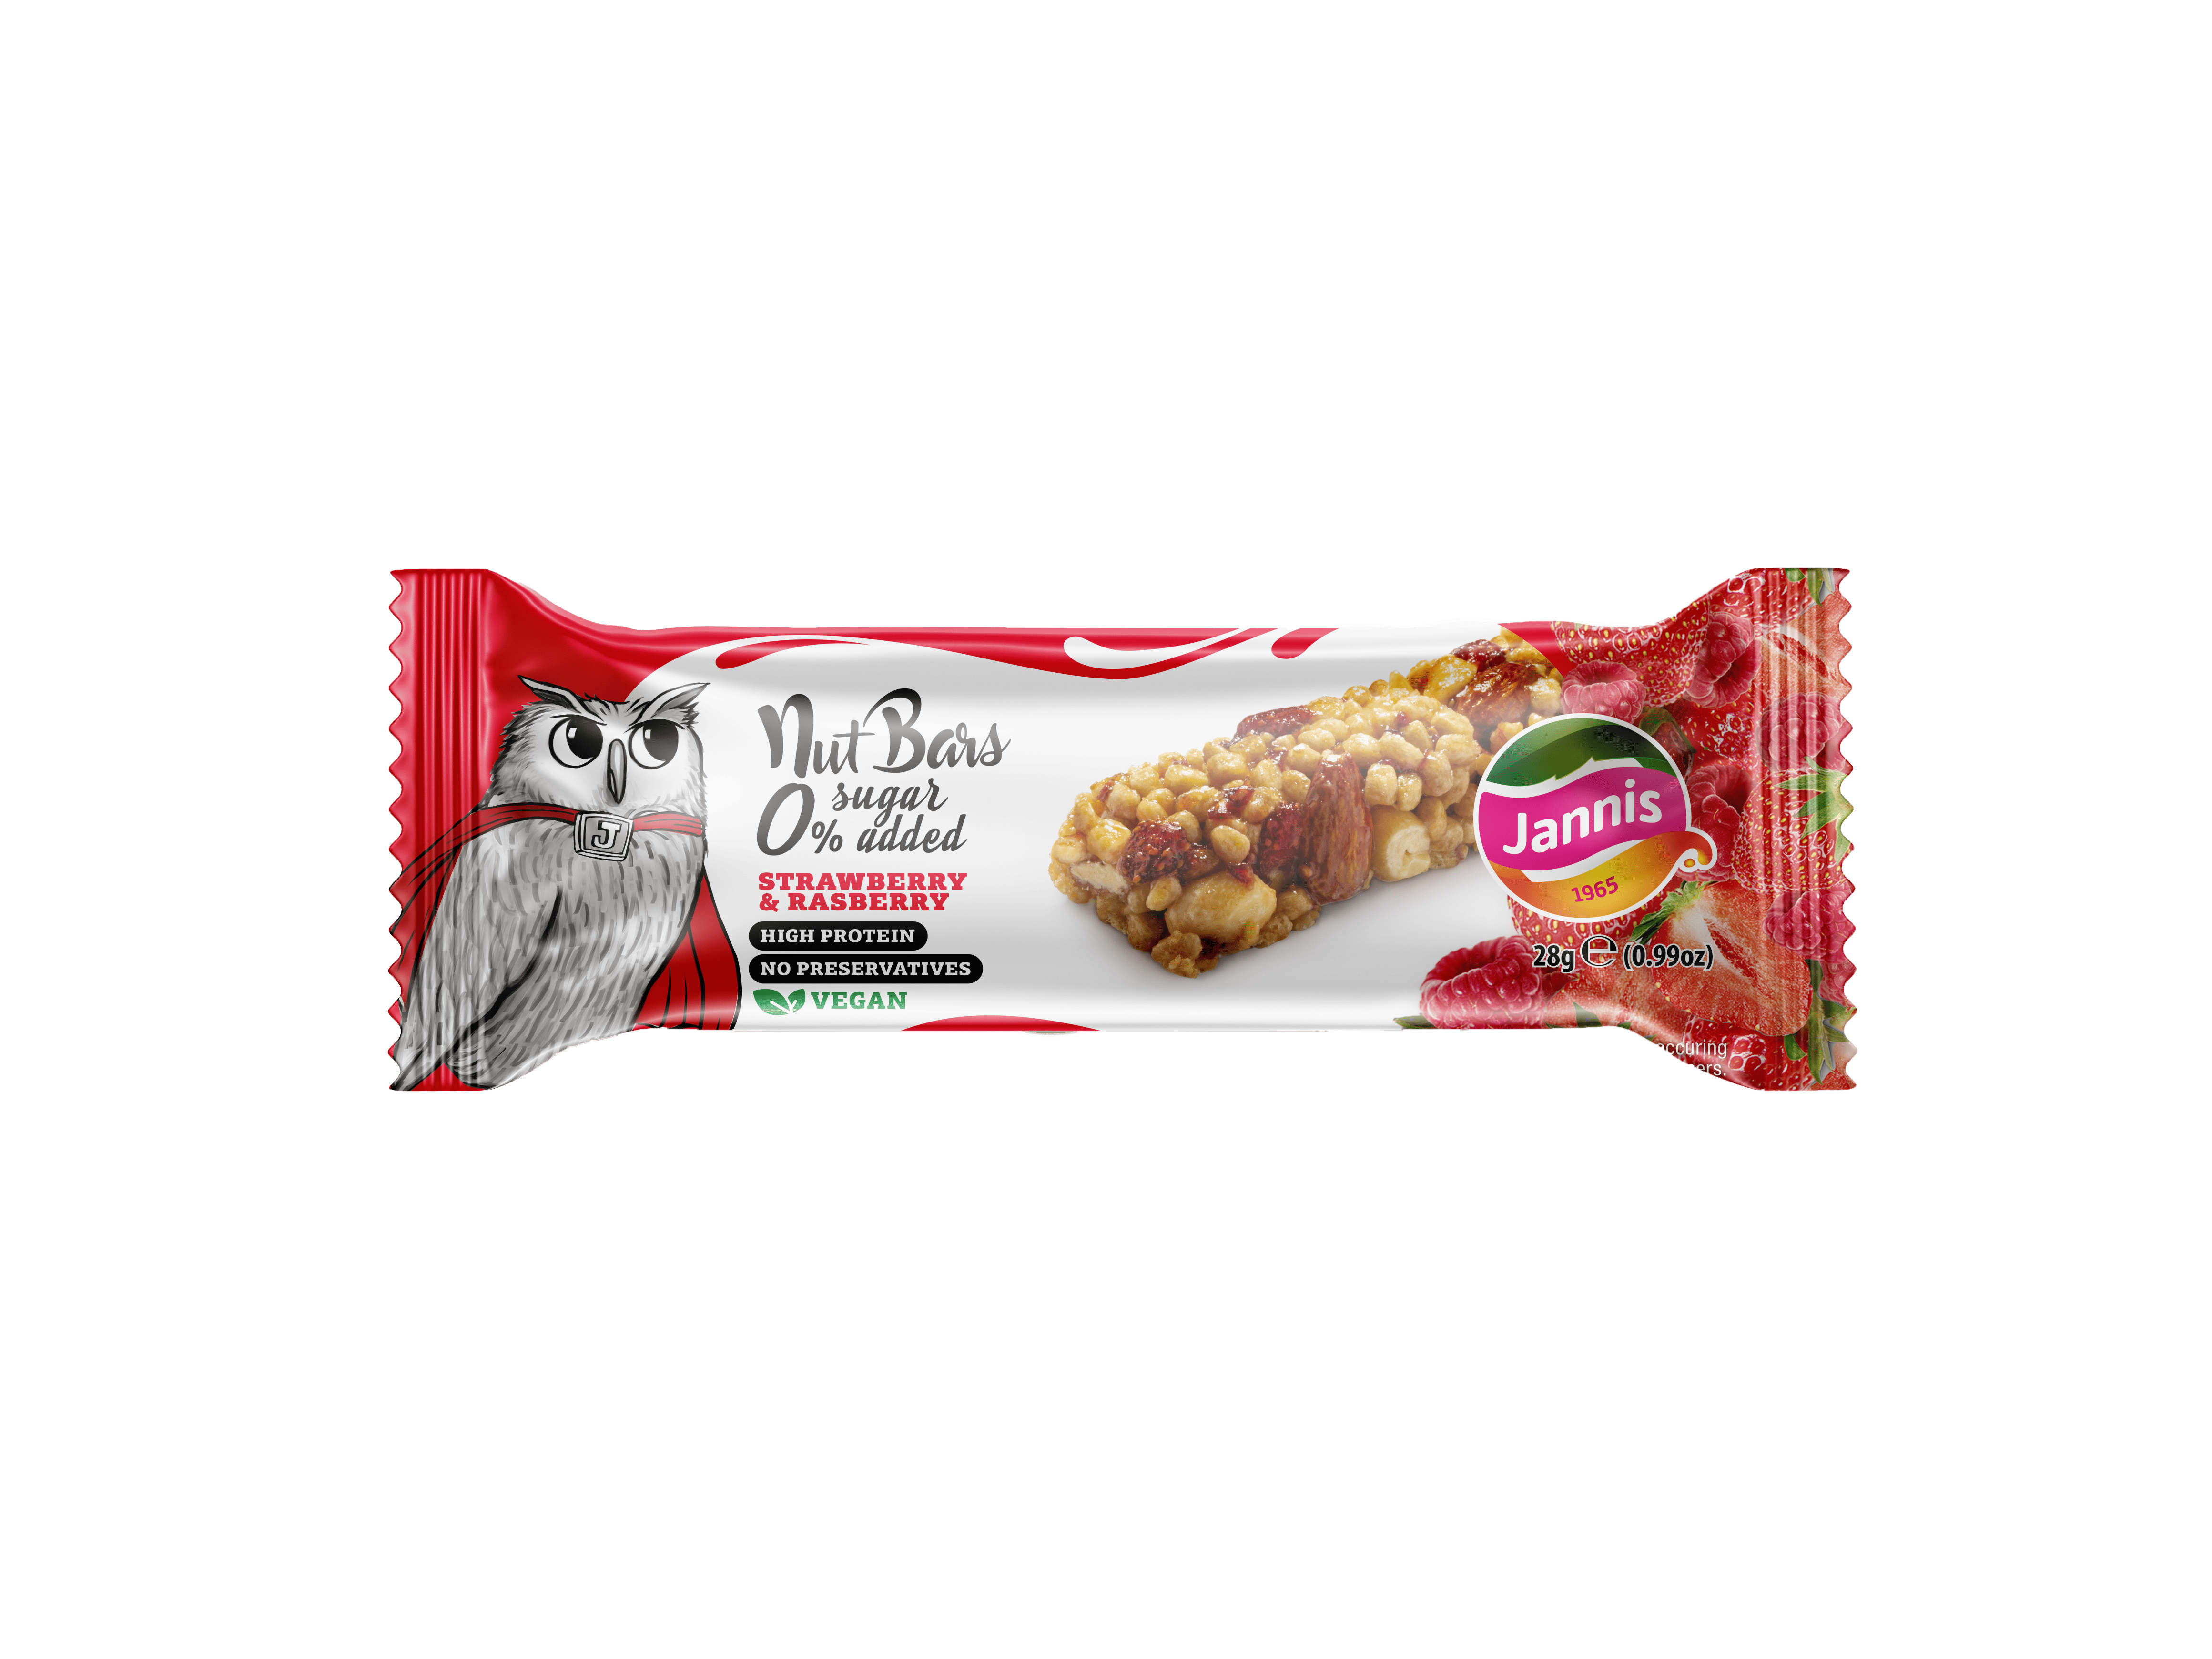 Nut Bars
0% sugar
added
STRAWBERRY
& RASBERRY
HIGH PROTEIN
NO PRESERVATIVES
VEGAN
J
Jannis
1965
28g ℮ (0.99oz)